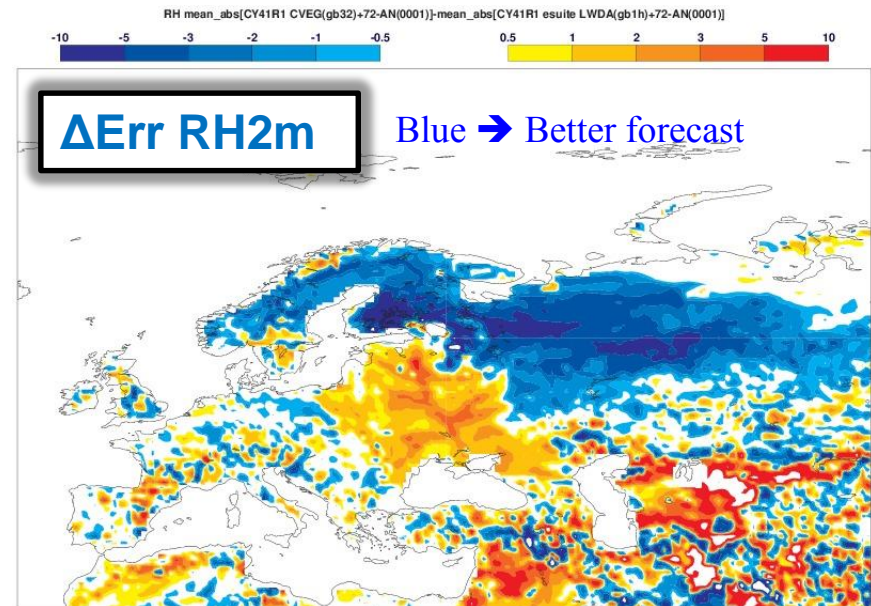 RH mean_abs[CY41R1 CVEG(gb32)+72-AN(0001)]-mean_abs[CY41R1 esuite LWDA(gb1h)+72-AN(0001)]
-10 -5 -3 -2 -1 -0.5 0.5 1 2 3 5 10
ΔErr RH2m
Blue ➔ Better forecast